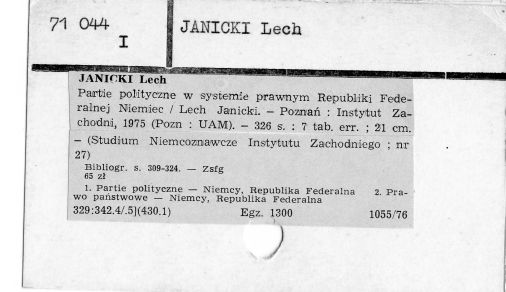 71 044
I
JANICKI Lech
JANICKI Lech
Partie polityczne w systemie prawnym Republiki Fede-
ralnej Niemiec / Lech Janicki. – Poznań : Instytut Za-
chodni, 1975 (Pozn : UAM). – 326 s. : 7 tab. err. ; 21 cm.
– (Studium Niemcoznawcze Instytutu Zachodniego ; nr
27)
Bibliogr. s. 309-324. — Zsfg
65 zł
1. Partie polityczne — Niemcy, Republika Federalna 2. Pra-
wo państwowe — Niemcy, Republika Federalna
329:342.4/.5](430.1) Egz. 1300 1055/76